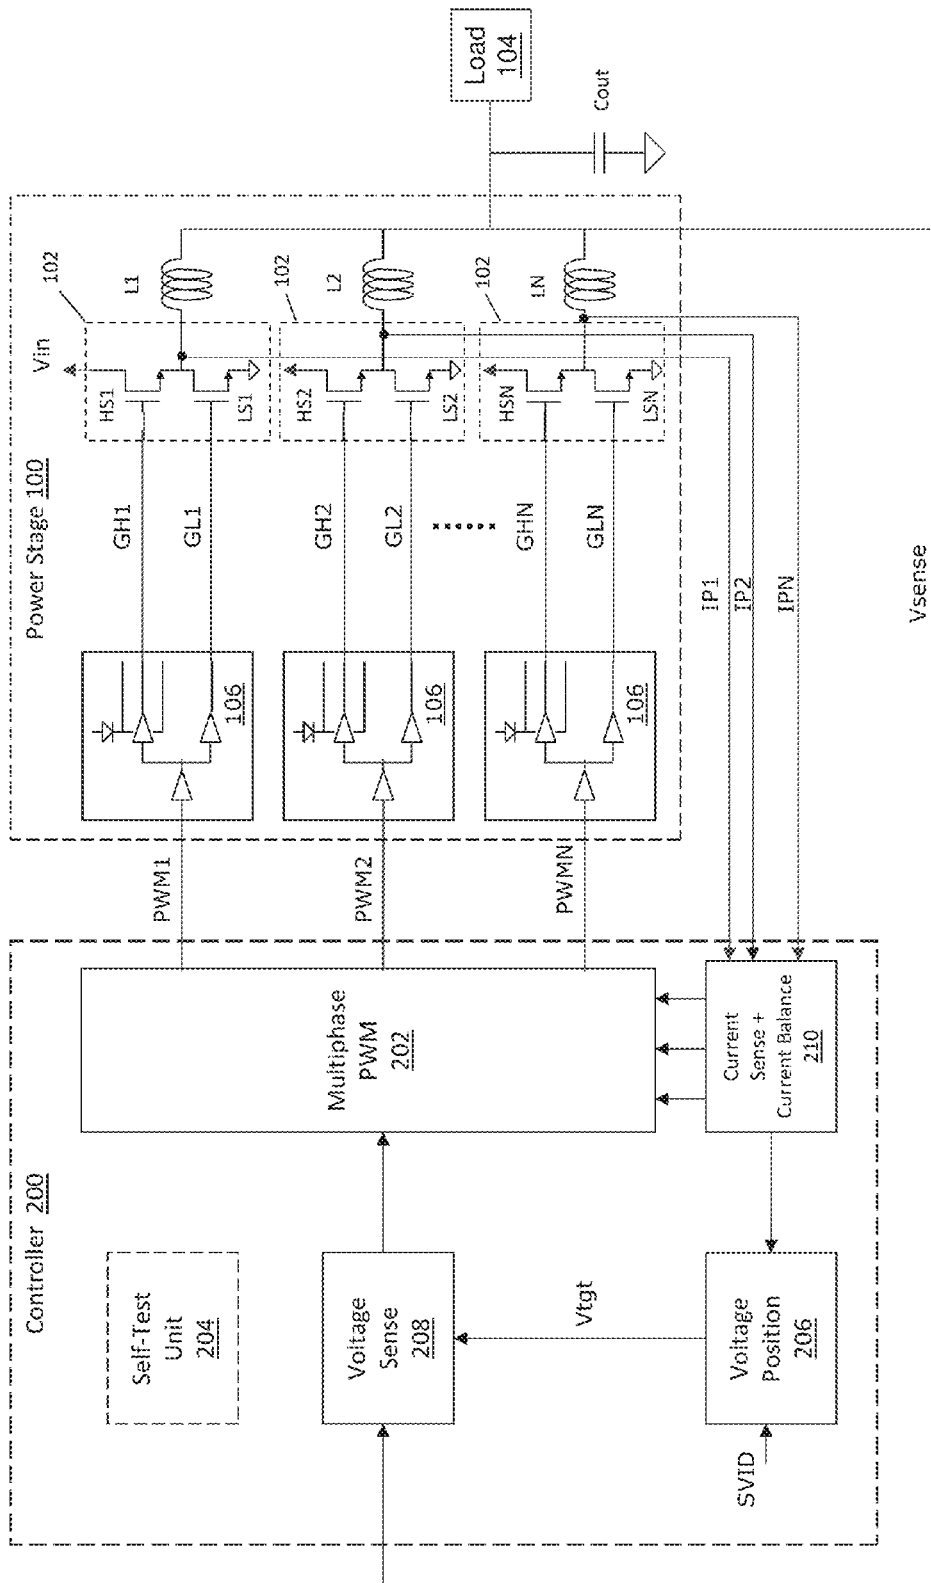 Controller 200
Self-Test
Unit
204
Voltage
Sense
208
Vtgt
Voltage
Position
206
SVID
Multiphase
PWM
202
Current
Sense +
Current Balance
210
PWM1
PWM2
PWMN
Power Stage 100
106
106
106
GH1
GL1
GH2
GL2
GHN
GLN
Vin
HS1
LS1
HS2
LS2
HSN
LSN
102
102
102
L1
L2
LN
IP1
IP2
IPN
Vsense
Load
104
Cout